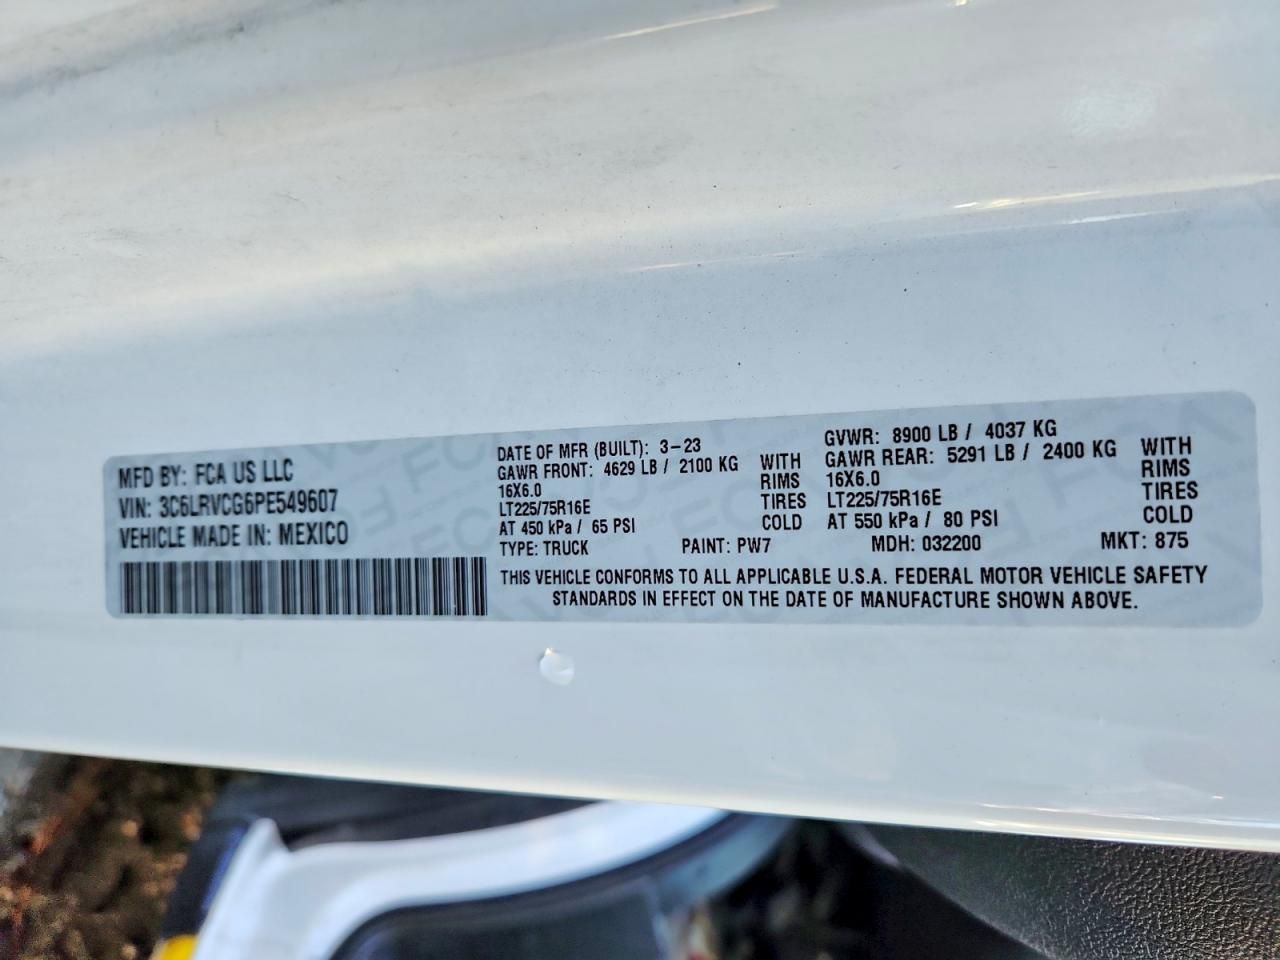 MFD BY: FCA US LLC
VIN: 3C6LRVCG6PE549607
VEHICLE MADE IN: MEXICO
DATE OF MFR (BUILT): 3-23
GAWR FRONT: 4629 LB / 2100 KG WITH
16X6.0 RIMS
LT225/75R16E TIRES
AT 450 kPa / 65 PSI COLD
GVWR: 8900 LB / 4037 KG
GAWR REAR: 5291 LB / 2400 KG WITH
16X6.0 RIMS
LT225/75R16E TIRES
AT 550 kPa / 80 PSI COLD
TYPE: TRUCK PAINT: PW7 MDH: 032200 MKT: 875
THIS VEHICLE CONFORMS TO ALL APPLICABLE U.S.A. FEDERAL MOTOR VEHICLE SAFETY
STANDARDS IN EFFECT ON THE DATE OF MANUFACTURE SHOWN ABOVE.